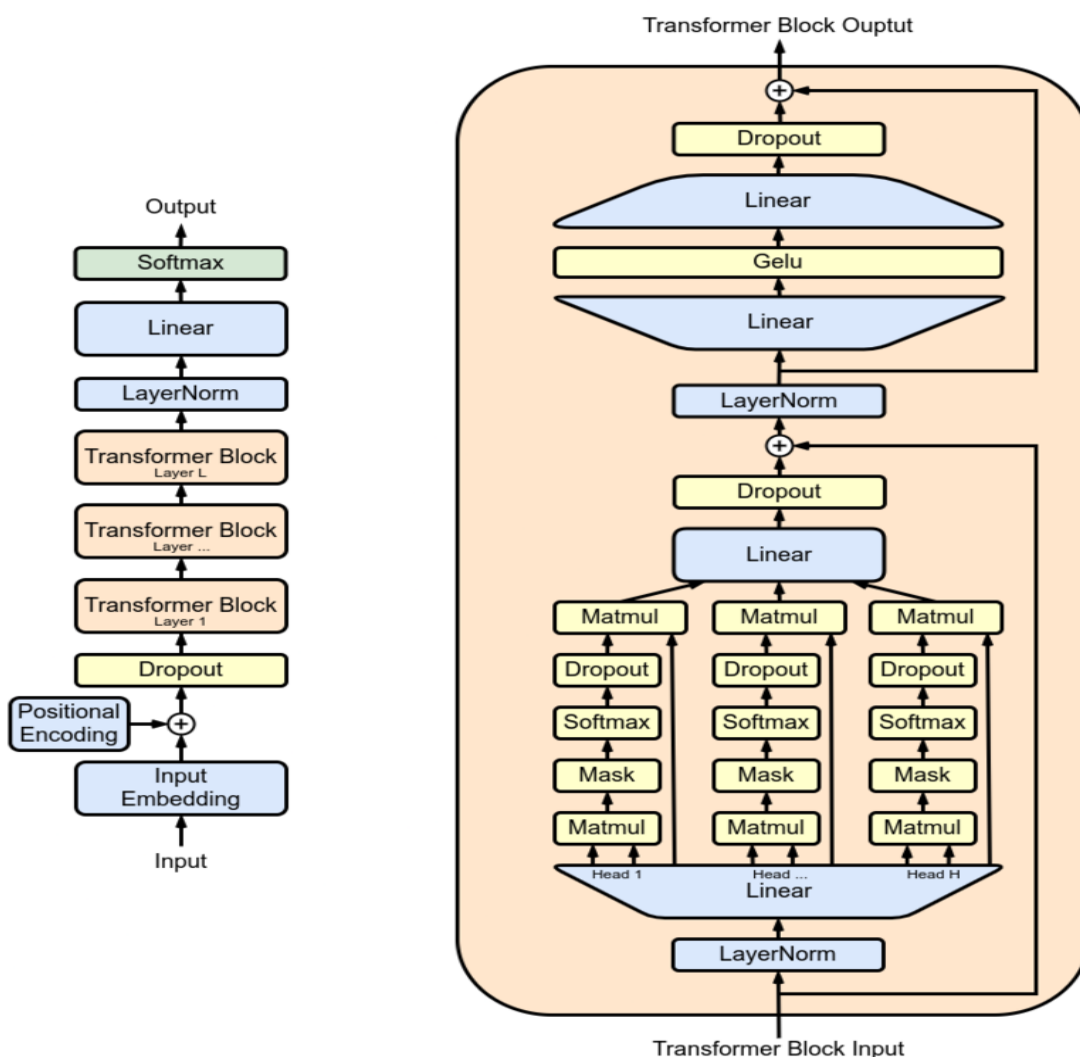 Output
Softmax
Linear
LayerNorm
Transformer Block
Layer L
Transformer Block
Layer ...
Transformer Block
Layer 1
Dropout
Positional
Encoding
+
Input
Embedding
Input
Transformer Block Ouptut
+
Dropout
Linear
Gelu
Linear
LayerNorm
+
Dropout
Linear
Matmul Matmul Matmul
Dropout Dropout Dropout
Softmax Softmax Softmax
Mask Mask Mask
Matmul Matmul Matmul
Head 1 Head ... Head H
Linear
LayerNorm
Transformer Block Input